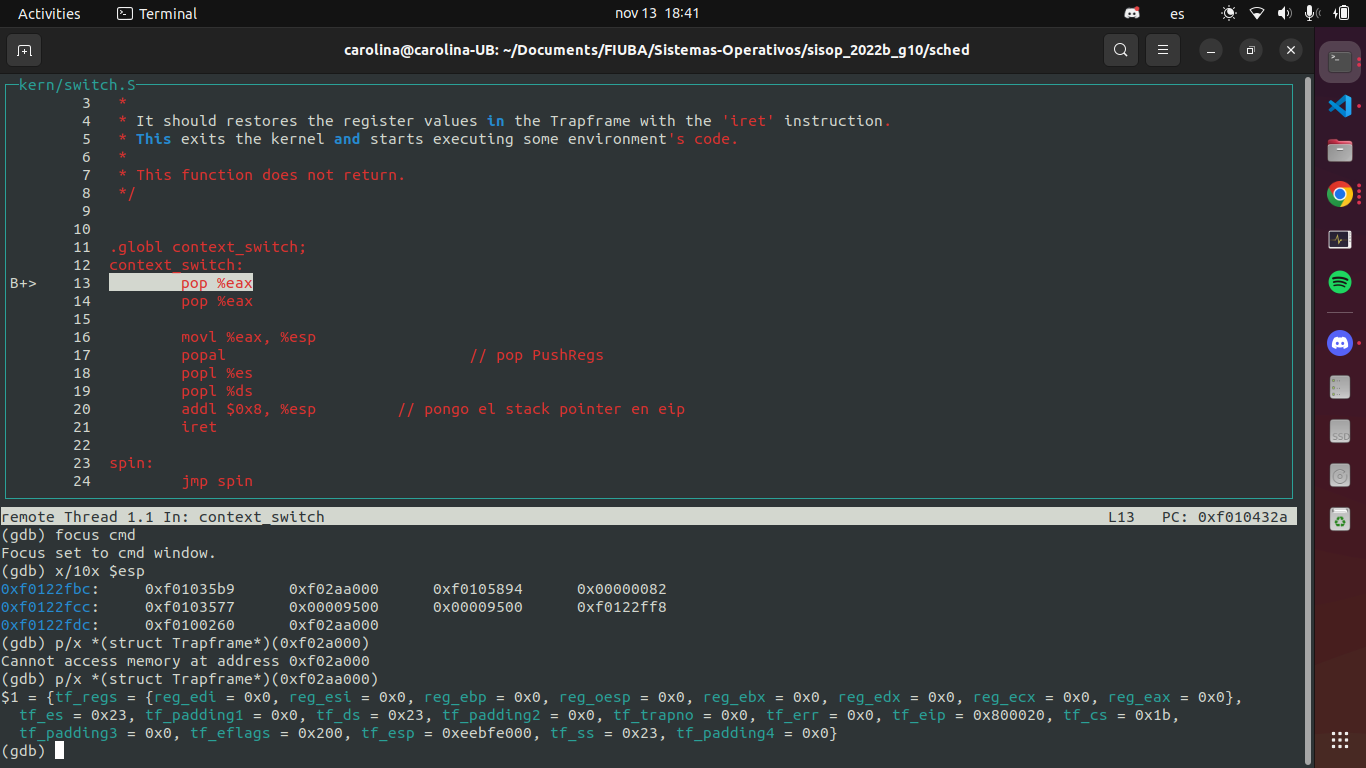 Activities Terminal nov 13 18:41 es
carolina@carolina-UB: ~/Documents/FIUBA/Sistemas-Operativos/sisop_2022b_g10/sched
kern/switch.S
3 *
4 * It should restores the register values in the Trapframe with the 'iret' instruction.
5 * This exits the kernel and starts executing some environment's code.
6 *
7 * This function does not return.
8 */
9
10
11 .globl context_switch;
12 context_switch:
B+> 13 pop %eax
14 pop %eax
15
16 movl %eax, %esp
17 popal // pop PushRegs
18 popl %es
19 popl %ds
20 addl $0x8, %esp // pongo el stack pointer en eip
21 iret
22
23 spin:
24 jmp spin
remote Thread 1.1 In: context_switch L13 PC: 0xf010432a
(gdb) focus cmd
Focus set to cmd window.
(gdb) x/10x $esp
0xf0122fbc: 0xf01035b9 0xf02aa000 0xf0105894 0x00000082
0xf0122fcc: 0xf0103577 0x00009500 0x00009500 0xf0122ff8
0xf0122fdc: 0xf0100260 0xf02aa000
(gdb) p/x *(struct Trapframe*)(0xf02a000)
Cannot access memory at address 0xf02a000
(gdb) p/x *(struct Trapframe*)(0xf02aa000)
$1 = {tf_regs = {reg_edi = 0x0, reg_esi = 0x0, reg_ebp = 0x0, reg_oesp = 0x0, reg_ebx = 0x0, reg_edx = 0x0, reg_ecx = 0x0, reg_eax = 0x0},
tf_es = 0x23, tf_padding1 = 0x0, tf_ds = 0x23, tf_padding2 = 0x0, tf_trapno = 0x0, tf_err = 0x0, tf_eip = 0x800020, tf_cs = 0x1b,
tf_padding3 = 0x0, tf_eflags = 0x200, tf_esp = 0xeebfe000, tf_ss = 0x23, tf_padding4 = 0x0}
(gdb)
SSD